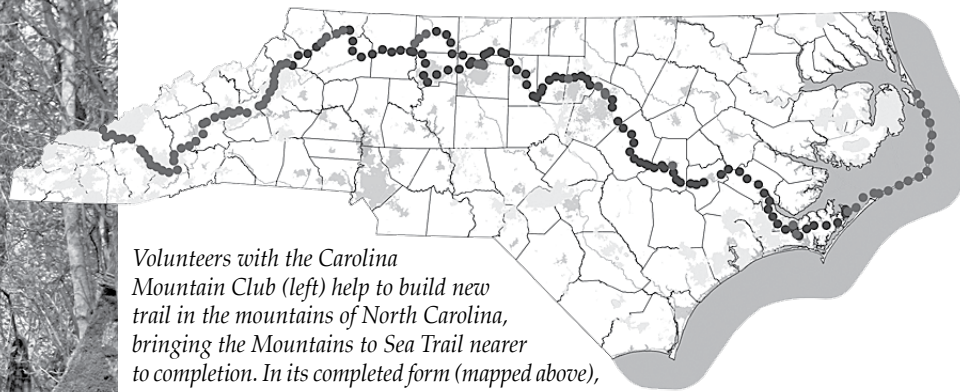 Volunteers with the Carolina
Mountain Club (left) help to build new
trail in the mountains of North Carolina,
bringing the Mountains to Sea Trail nearer
to completion. In its completed form (mapped above),